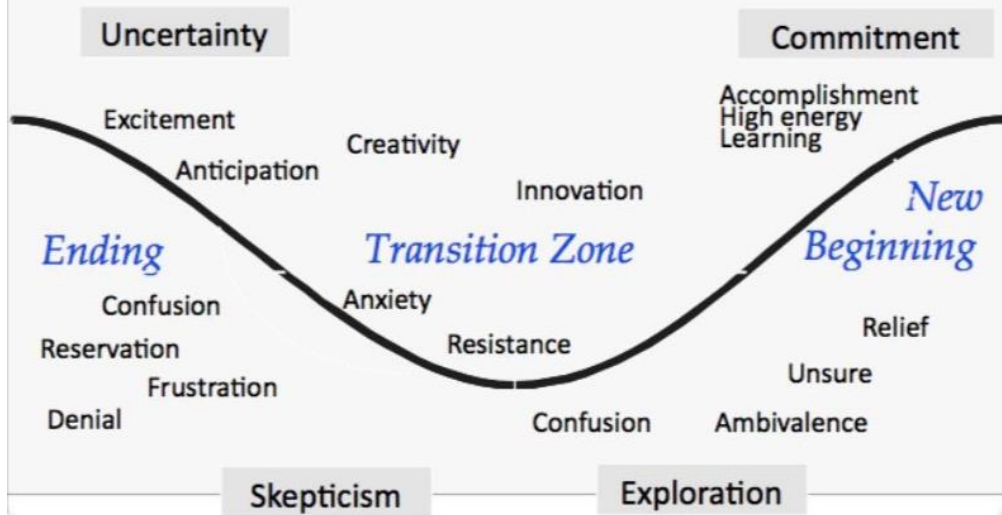 Uncertainty
Commitment
Excitement
Anticipation
Creativity
Innovation
Accomplishment
High energy
Learning
Ending
Transition Zone
New
Beginning
Confusion
Reservation
Frustration
Denial
Anxiety
Resistance
Confusion
Relief
Unsure
Ambivalence
Skepticism
Exploration